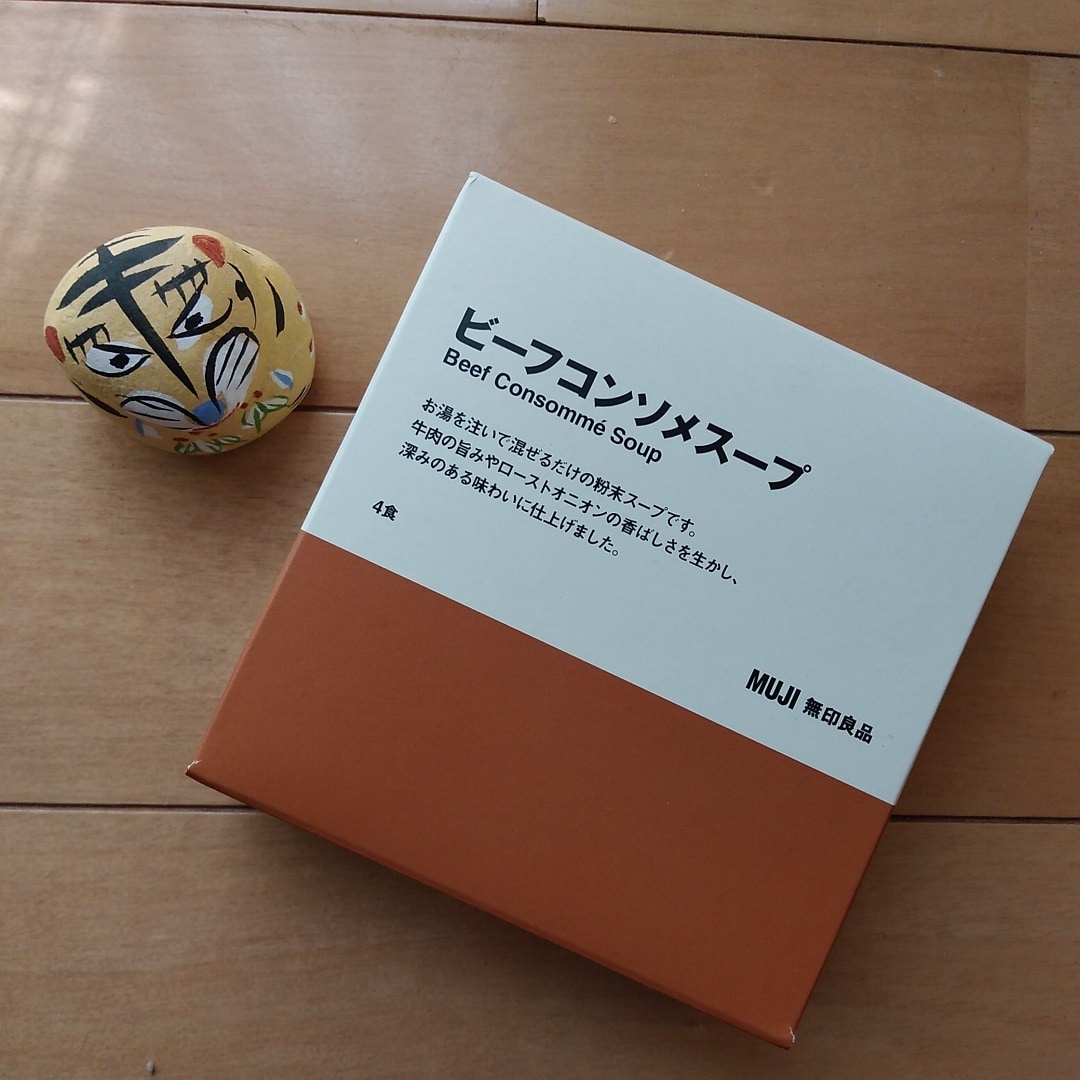 ビーフコンソメスープ
Beef Consommé Soup
お湯を注いで混ぜるだけの粉末スープです。
牛肉の旨みやローストオニオンの香ばしさを生かし、
深みのある味わいに仕上げました。
4食
MUJI 無印良品